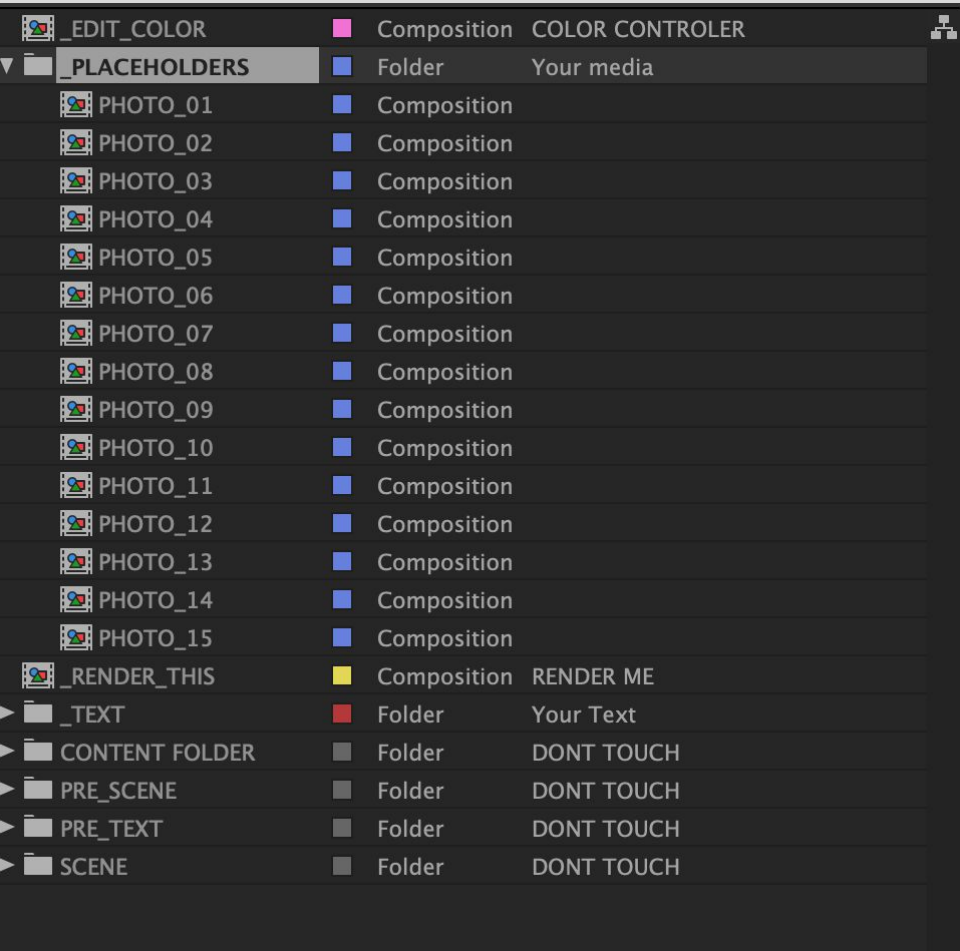 _EDIT_COLOR Composition COLOR CONTROLER
_PLACEHOLDERS Folder Your media
PHOTO_01 Composition
PHOTO_02 Composition
PHOTO_03 Composition
PHOTO_04 Composition
PHOTO_05 Composition
PHOTO_06 Composition
PHOTO_07 Composition
PHOTO_08 Composition
PHOTO_09 Composition
PHOTO_10 Composition
PHOTO_11 Composition
PHOTO_12 Composition
PHOTO_13 Composition
PHOTO_14 Composition
PHOTO_15 Composition
_RENDER_THIS Composition RENDER ME
_TEXT Folder Your Text
CONTENT FOLDER Folder DONT TOUCH
PRE_SCENE Folder DONT TOUCH
PRE_TEXT Folder DONT TOUCH
SCENE Folder DONT TOUCH